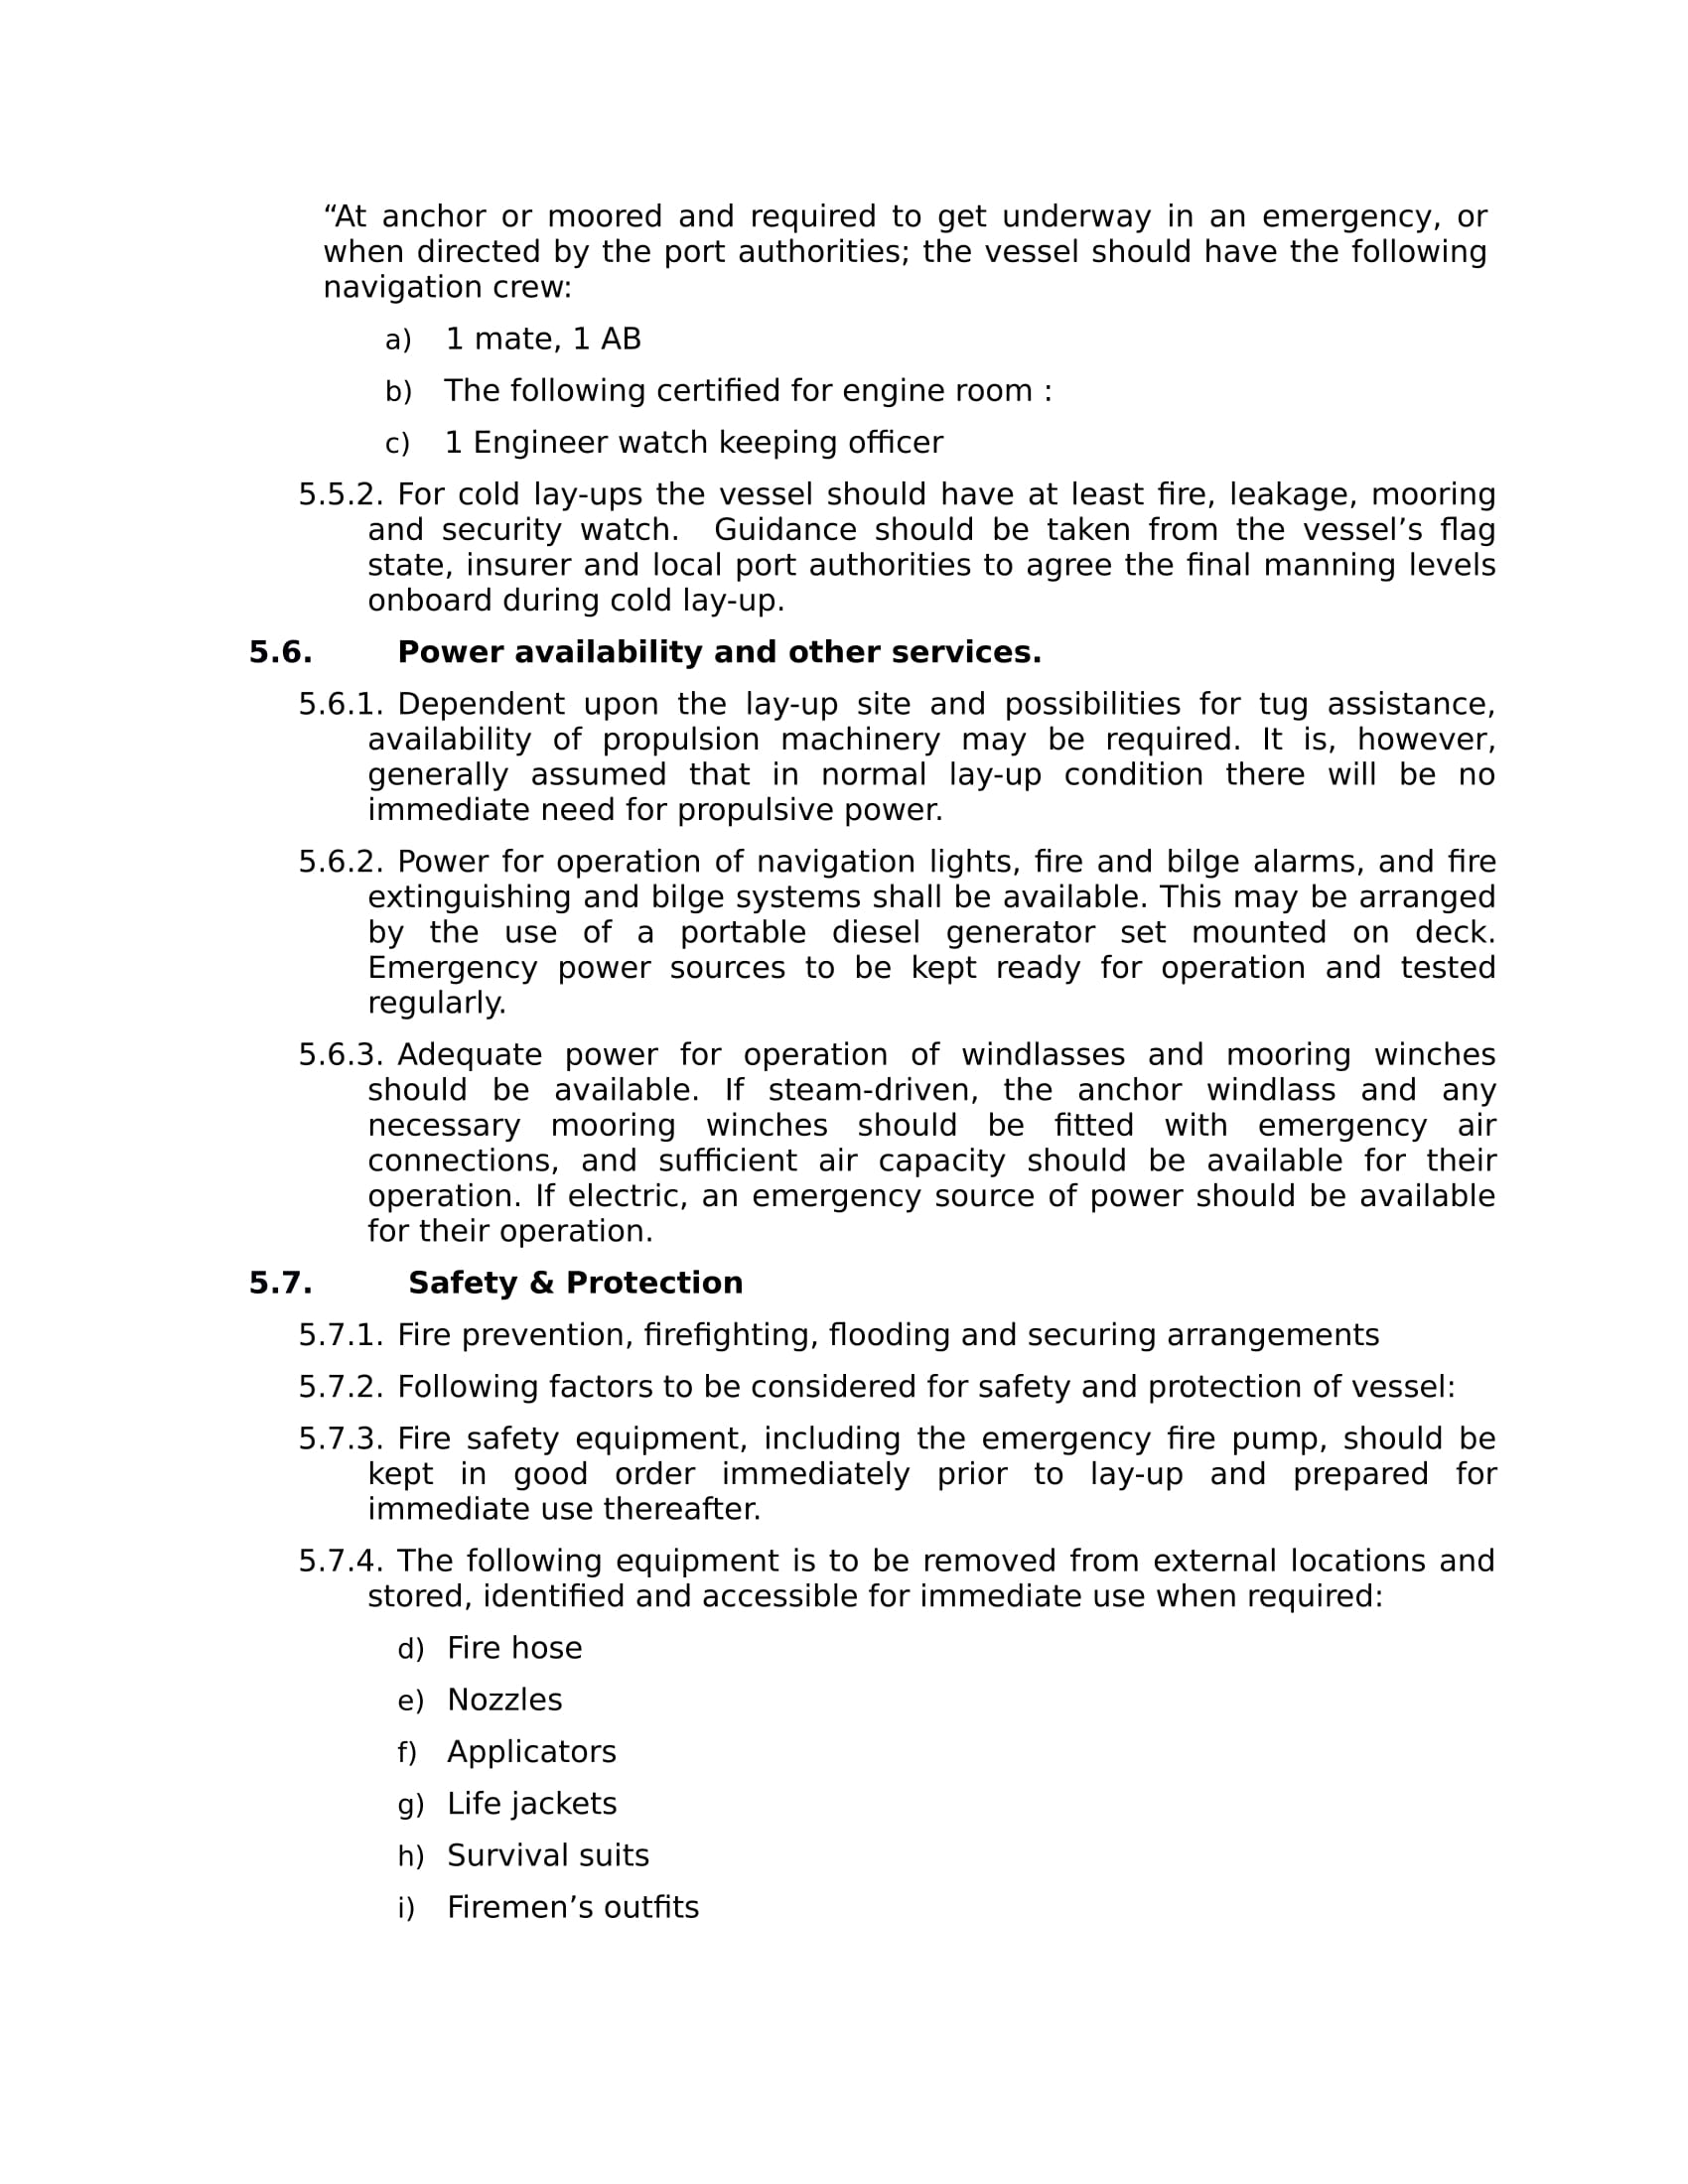 “At anchor or moored and required to get underway in an emergency, or
when directed by the port authorities; the vessel should have the following
navigation crew:
a) 1 mate, 1 AB
b) The following certified for engine room :
c) 1 Engineer watch keeping officer
5.5.2. For cold lay-ups the vessel should have at least fire, leakage, mooring
and security watch.  Guidance should be taken from the vessel’s flag
state, insurer and local port authorities to agree the final manning levels
onboard during cold lay-up.
5.6. Power availability and other services.
5.6.1. Dependent upon the lay-up site and possibilities for tug assistance,
availability of propulsion machinery may be required. It is, however,
generally assumed that in normal lay-up condition there will be no
immediate need for propulsive power.
5.6.2. Power for operation of navigation lights, fire and bilge alarms, and fire
extinguishing and bilge systems shall be available. This may be arranged
by the use of a portable diesel generator set mounted on deck.
Emergency power sources to be kept ready for operation and tested
regularly.
5.6.3. Adequate power for operation of windlasses and mooring winches
should be available. If steam-driven, the anchor windlass and any
necessary mooring winches should be fitted with emergency air
connections, and sufficient air capacity should be available for their
operation. If electric, an emergency source of power should be available
for their operation.
5.7. Safety & Protection
5.7.1. Fire prevention, firefighting, flooding and securing arrangements
5.7.2. Following factors to be considered for safety and protection of vessel:
5.7.3. Fire safety equipment, including the emergency fire pump, should be
kept in good order immediately prior to lay-up and prepared for
immediate use thereafter.
5.7.4. The following equipment is to be removed from external locations and
stored, identified and accessible for immediate use when required:
d) Fire hose
e) Nozzles
f) Applicators
g) Life jackets
h) Survival suits
i) Firemen’s outfits